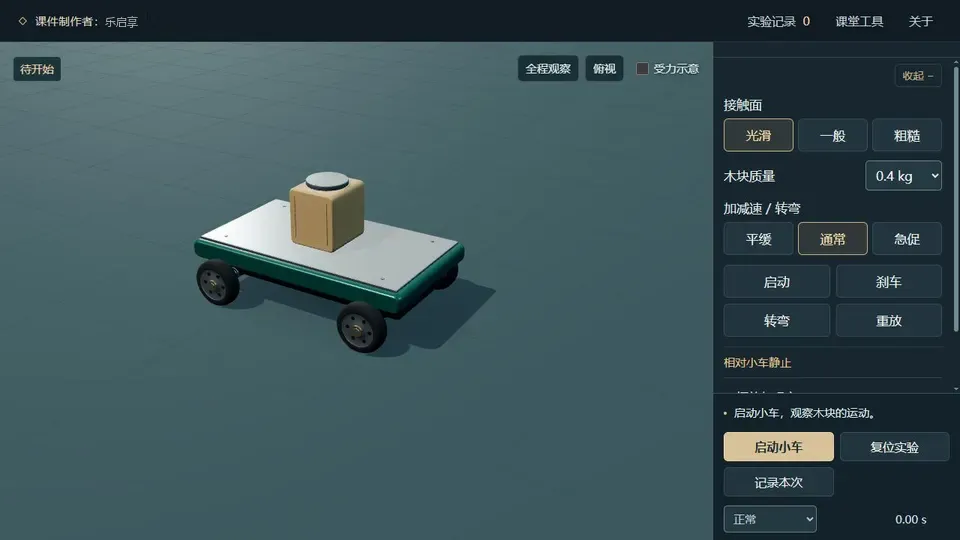 课件制作者：乐启享
实验记录 0
课堂工具
关于
待开始
全程观察
俯视
受力示意
收起 −
接触面
光滑
一般
粗糙
木块质量
0.4 kg
加减速 / 转弯
平缓
通常
急促
启动
刹车
转弯
重放
相对小车静止
• 启动小车，观察木块的运动。
启动小车
复位实验
记录本次
正常
0.00 s